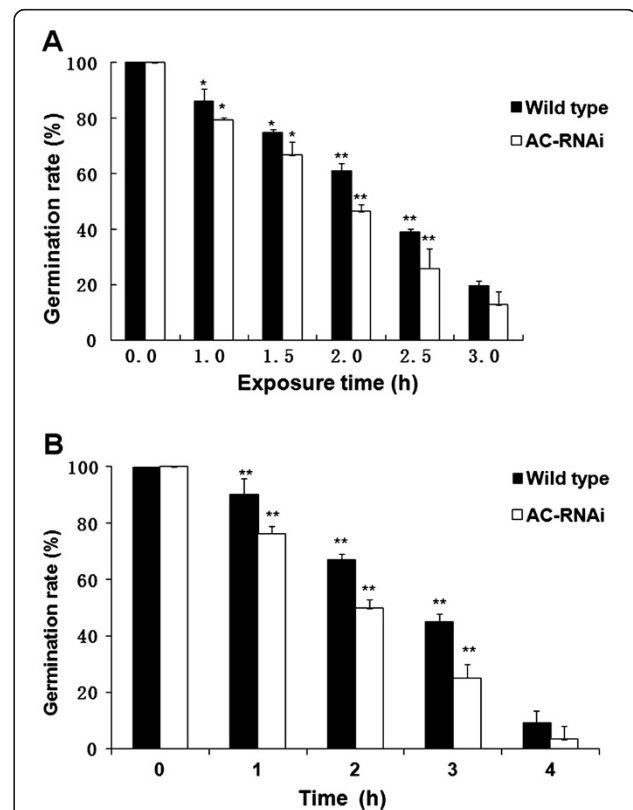 A
Germination rate (%)
100
80
60
40
20
0
* * * * ** ** ** **
Wild type
AC-RNAi
0.0 1.0 1.5 2.0 2.5 3.0
Exposure time (h)
B
Germination rate (%)
100
80
60
40
20
0
** ** ** ** ** **
Wild type
AC-RNAi
0 1 2 3 4
Time (h)